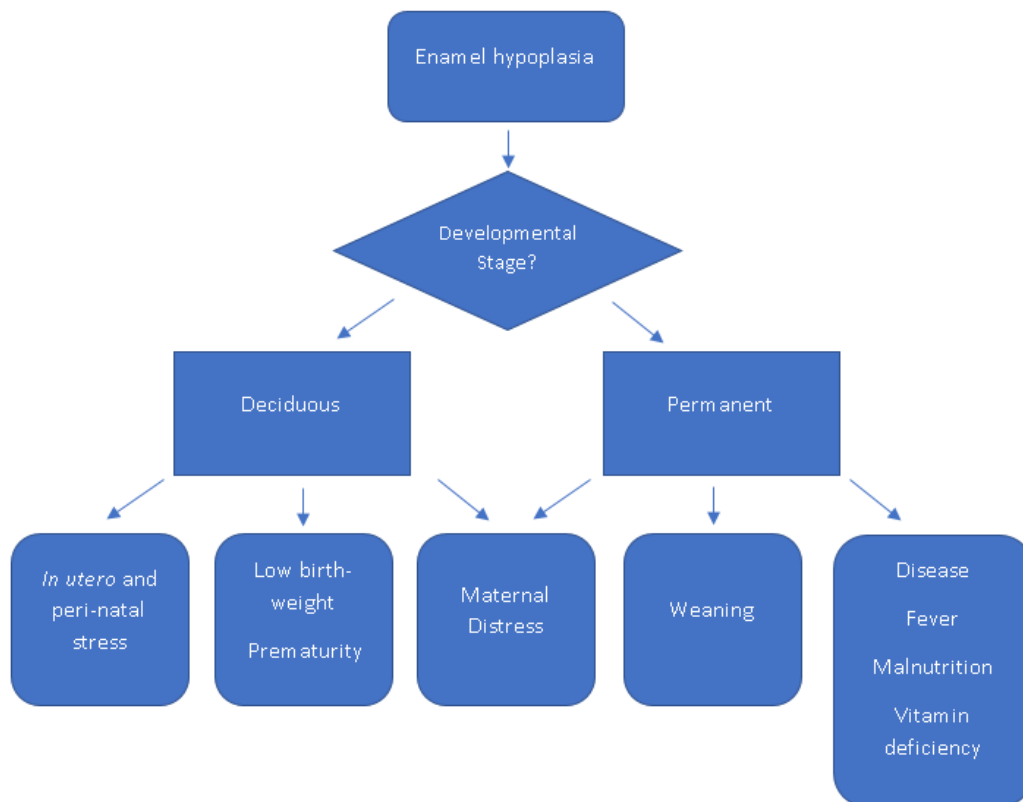 Enamel hypoplasia
Developmental
Stage?
Deciduous
Permanent
In utero and
peri-natal
stress
Low birth-
weight
Prematurity
Maternal
Distress
Weaning
Disease
Fever
Malnutrition
Vitamin
deficiency